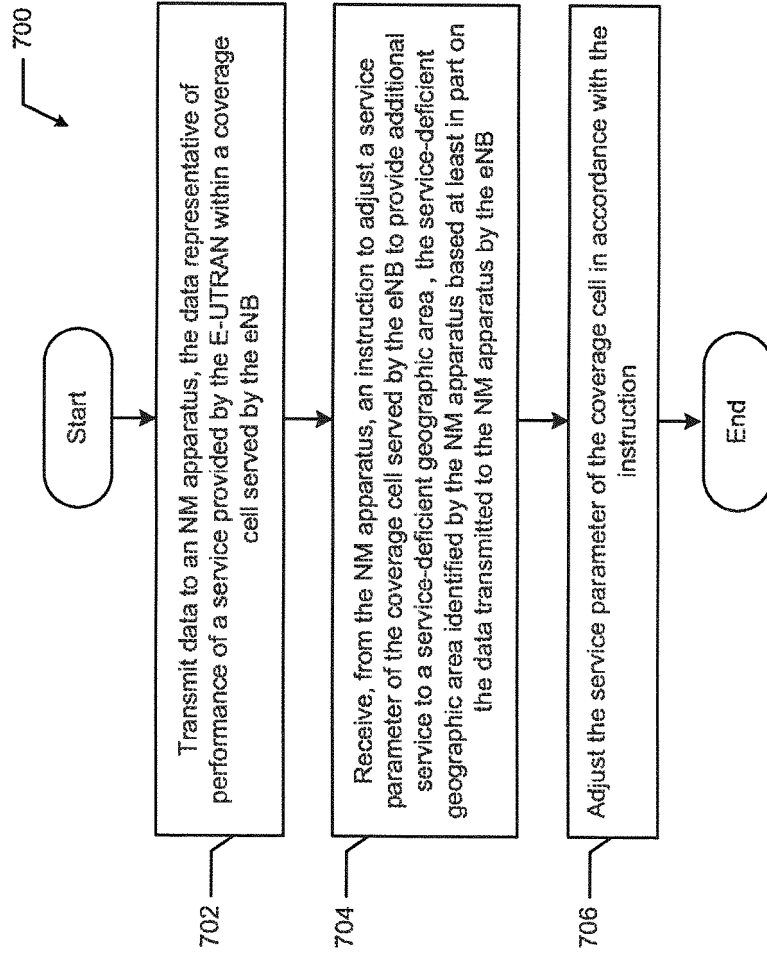 700
Start
702
Transmit data to an NM apparatus, the data representative of
performance of a service provided by the E-UTRAN within a coverage
cell served by the eNB
704
Receive, from the NM apparatus, an instruction to adjust a service
parameter of the coverage cell served by the eNB to provide additional
service to a service-deficient geographic area , the service-deficient
geographic area identified by the NM apparatus based at least in part on
the data transmitted to the NM apparatus by the eNB
706
Adjust the service parameter of the coverage cell in accordance with the
instruction
End